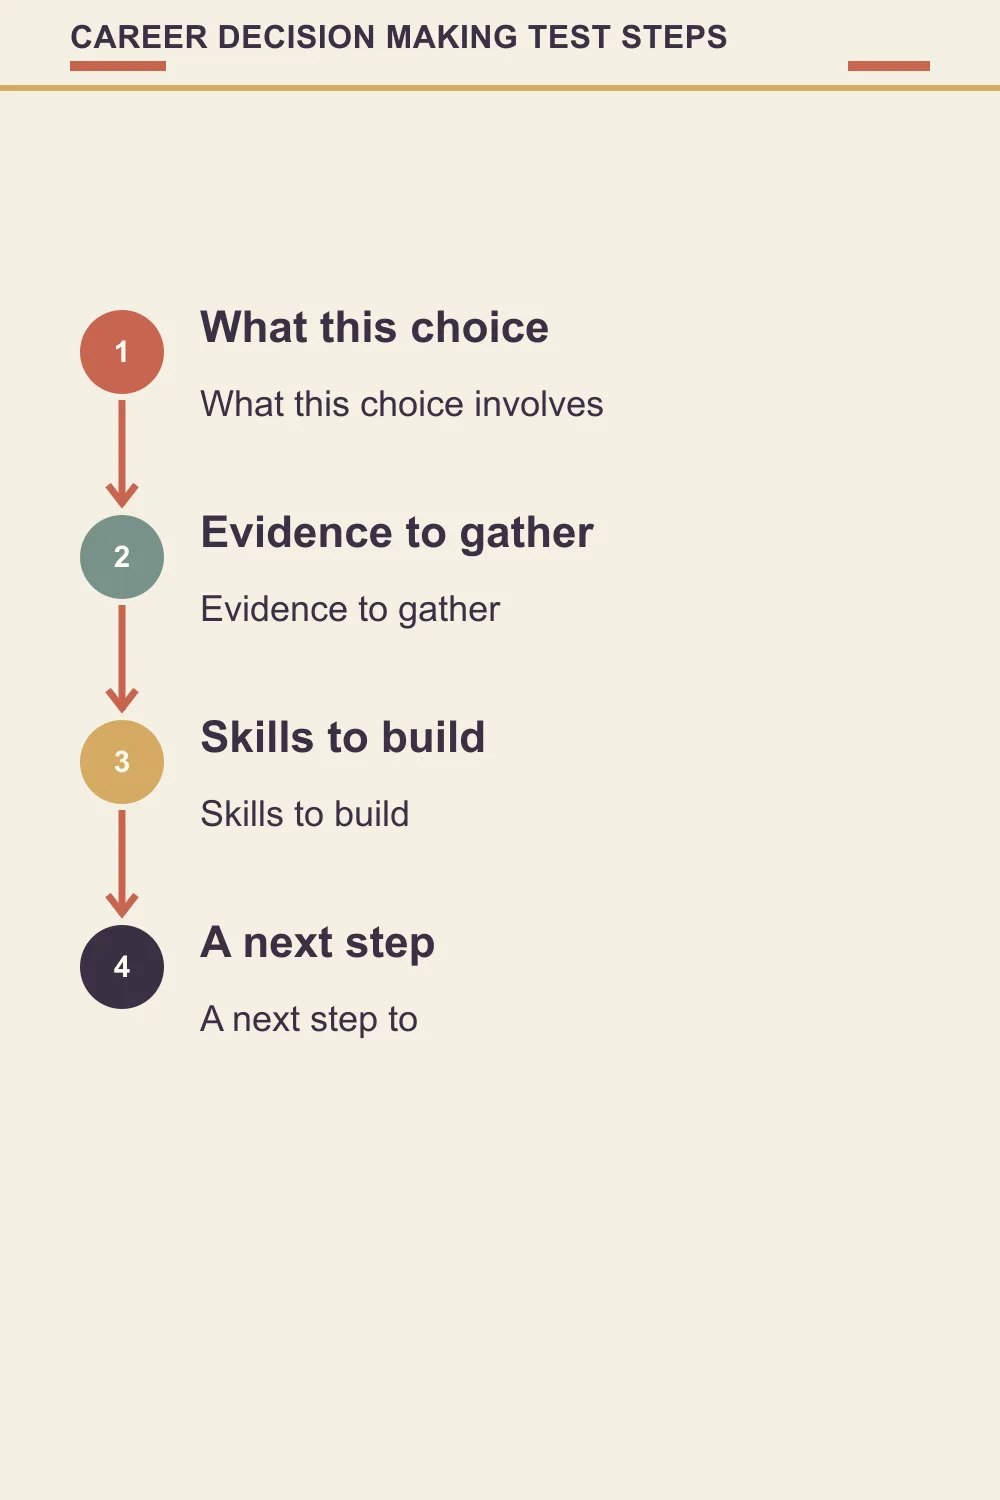 CAREER DECISION MAKING TEST STEPS
1
What this choice
What this choice involves
2
Evidence to gather
Evidence to gather
3
Skills to build
Skills to build
4
A next step
A next step to